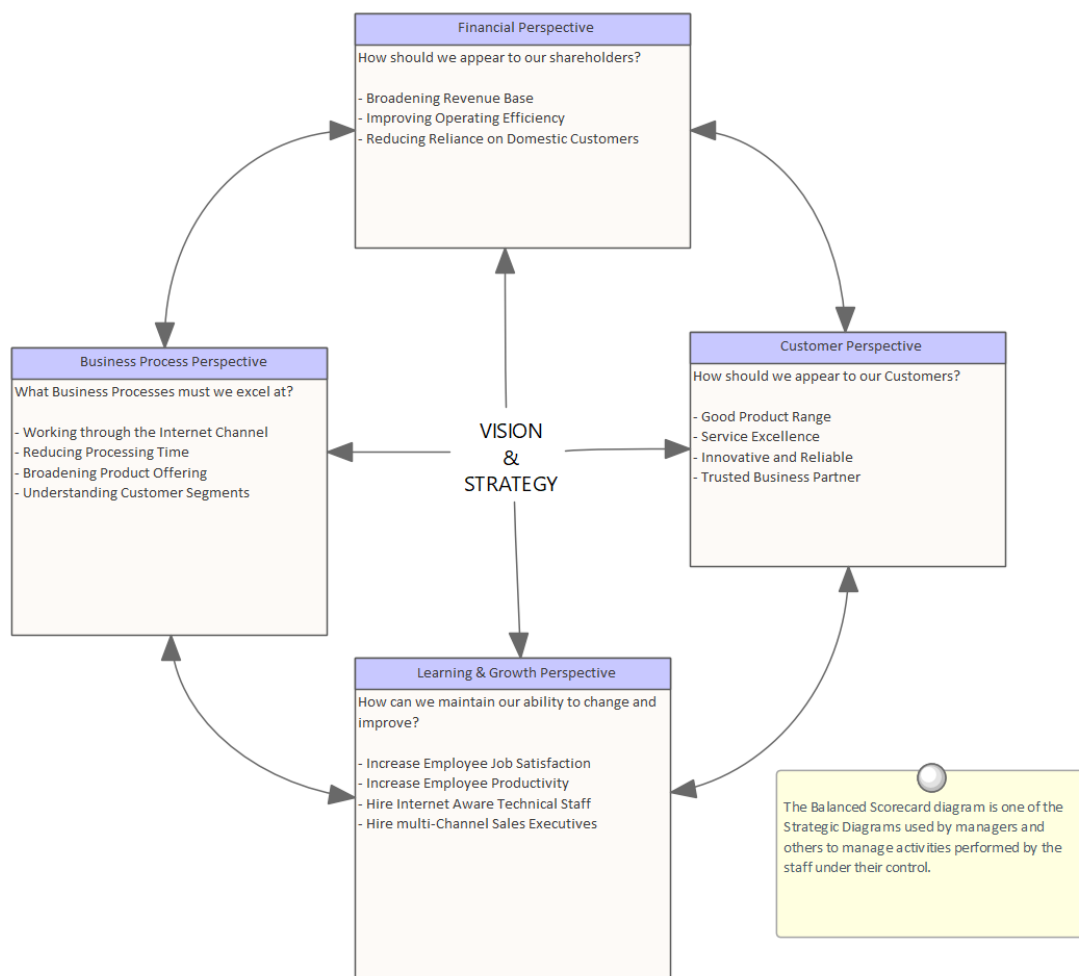 Financial Perspective
How should we appear to our shareholders?
- Broadening Revenue Base
- Improving Operating Efficiency
- Reducing Reliance on Domestic Customers
Business Process Perspective
What Business Processes must we excel at?
- Working through the Internet Channel
- Reducing Processing Time
- Broadening Product Offering
- Understanding Customer Segments
VISION
&
STRATEGY
Customer Perspective
How should we appear to our Customers?
- Good Product Range
- Service Excellence
- Innovative and Reliable
- Trusted Business Partner
Learning & Growth Perspective
How can we maintain our ability to change and
improve?
- Increase Employee Job Satisfaction
- Increase Employee Productivity
- Hire Internet Aware Technical Staff
- Hire multi-Channel Sales Executives
The Balanced Scorecard diagram is one of the
Strategic Diagrams used by managers and
others to manage activities performed by the
staff under their control.